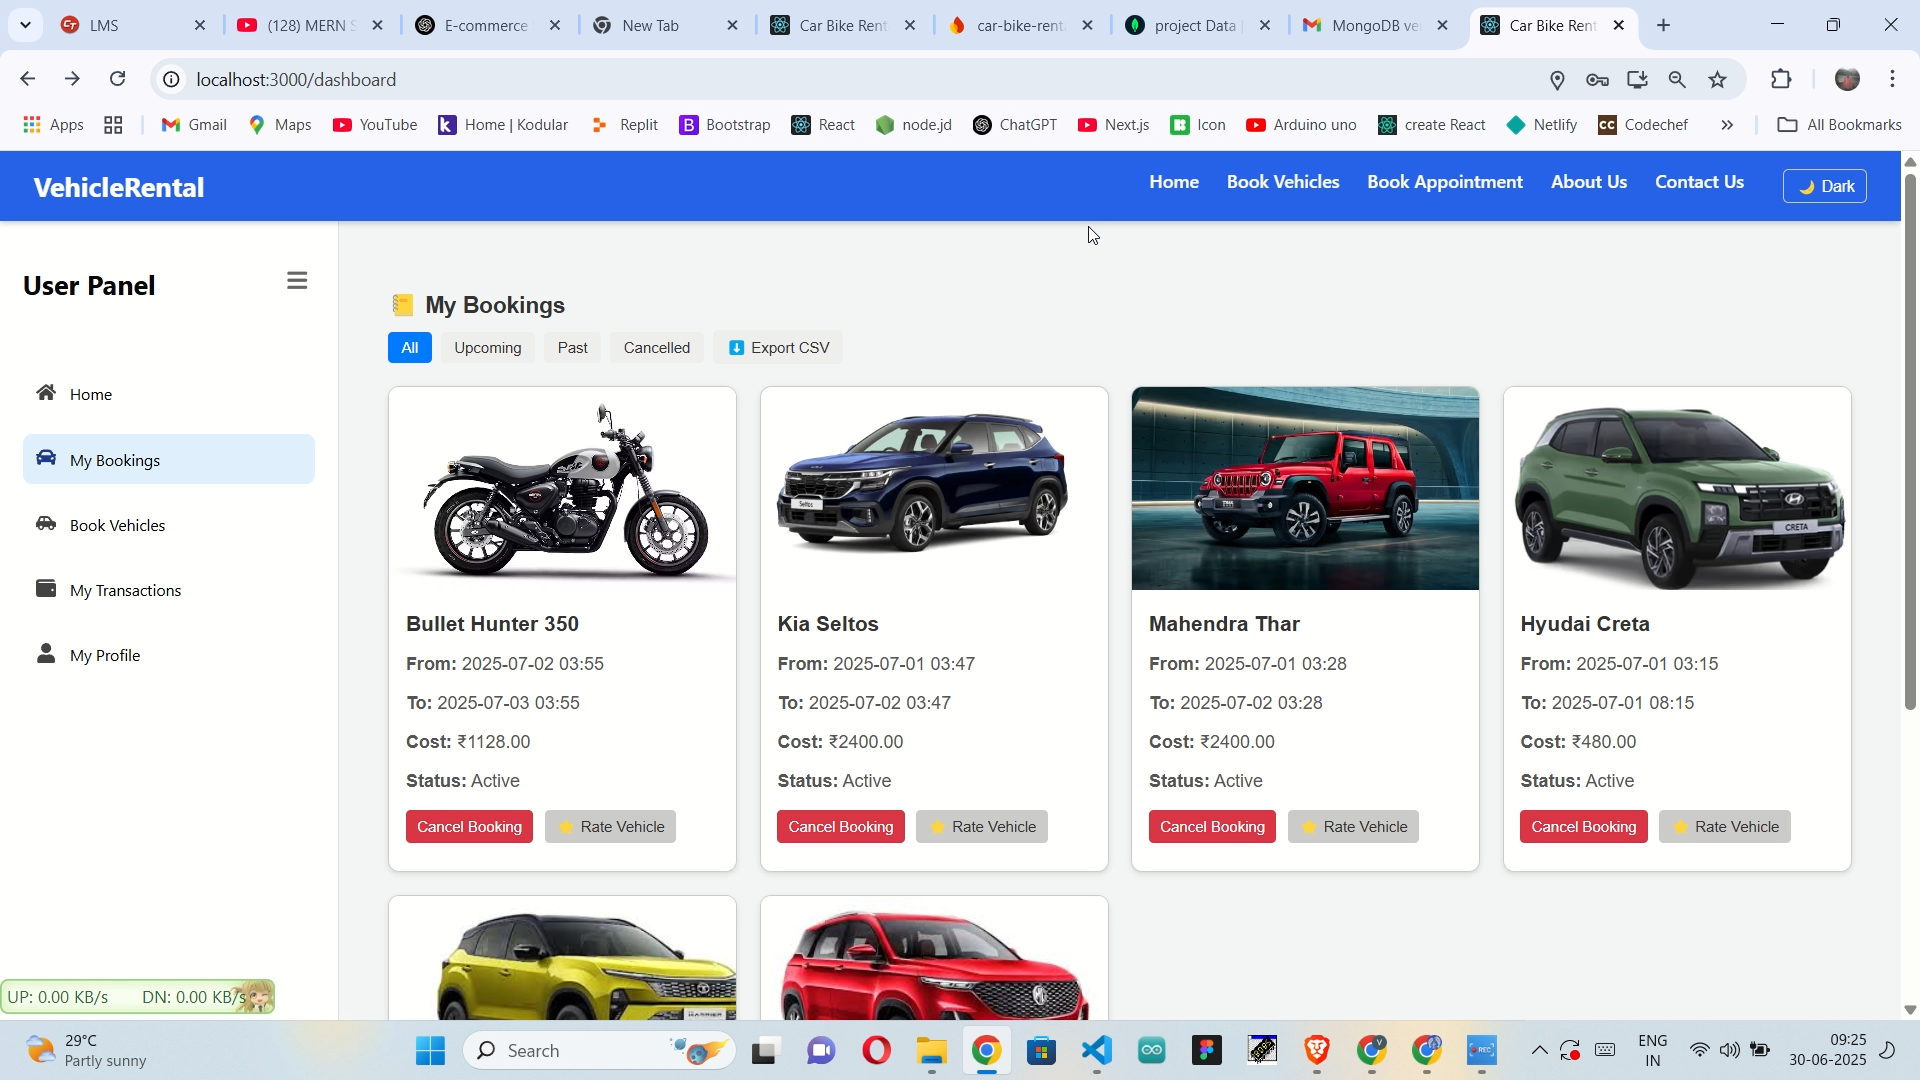 LMS
(128) MERN S
E-commerce
New Tab
Car Bike Rent
car-bike-renta
project Data |
MongoDB ve
Car Bike Rent
localhost:3000/dashboard
Apps
Gmail
Maps
YouTube
Home | Kodular
Replit
Bootstrap
React
node.jd
ChatGPT
Next.js
Icon
Arduino uno
create React
Netlify
Codechef
All Bookmarks
VehicleRental
Home
Book Vehicles
Book Appointment
About Us
Contact Us
Dark
User Panel
Home
My Bookings
Book Vehicles
My Transactions
My Profile
My Bookings
All
Upcoming
Past
Cancelled
Export CSV
Bullet Hunter 350
From: 2025-07-02 03:55
To: 2025-07-03 03:55
Cost: ₹1128.00
Status: Active
Cancel Booking
Rate Vehicle
Seltos
Kia Seltos
From: 2025-07-01 03:47
To: 2025-07-02 03:47
Cost: ₹2400.00
Status: Active
Cancel Booking
Rate Vehicle
Mahendra Thar
From: 2025-07-01 03:28
To: 2025-07-02 03:28
Cost: ₹2400.00
Status: Active
Cancel Booking
Rate Vehicle
CRETA
Hyudai Creta
From: 2025-07-01 03:15
To: 2025-07-01 08:15
Cost: ₹480.00
Status: Active
Cancel Booking
Rate Vehicle
HARRIER
UP: 0.00 KB/s DN: 0.00 KB/s
29°C
Partly sunny
Search
REC
ENG
IN
09:25
30-06-2025